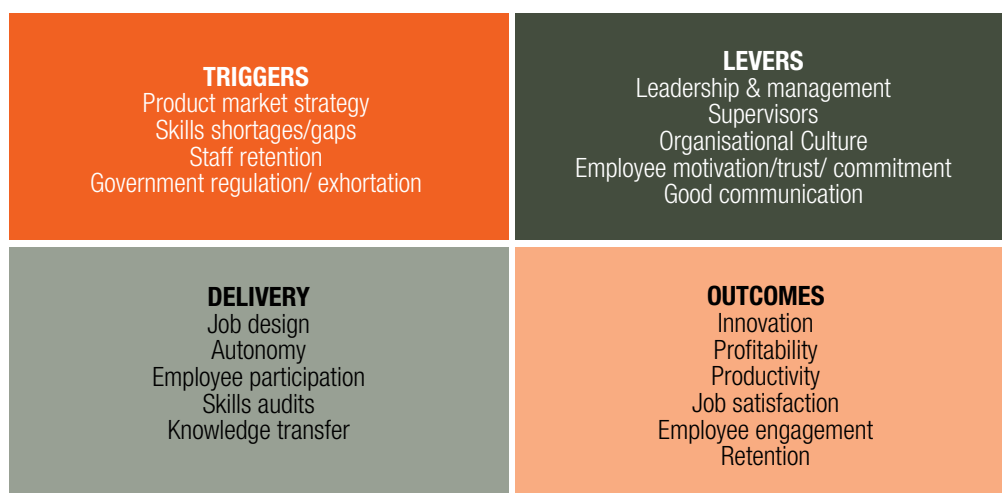 TRIGGERS
Product market strategy
Skills shortages/gaps
Staff retention
Government regulation/ exhortation
LEVERS
Leadership & management
Supervisors
Organisational Culture
Employee motivation/trust/ commitment
Good communication
DELIVERY
Job design
Autonomy
Employee participation
Skills audits
Knowledge transfer
OUTCOMES
Innovation
Profitability
Productivity
Job satisfaction
Employee engagement
Retention